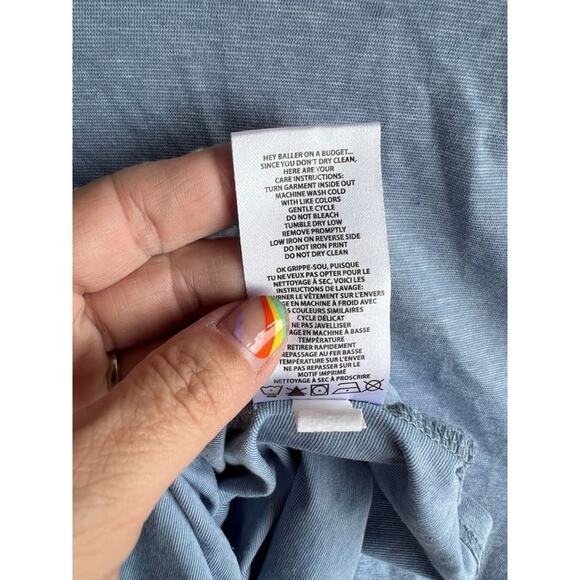 HEY BALLER ON A BUDGET...
SINCE YOU DON'T DRY CLEAN,
HERE ARE YOUR
CARE INSTRUCTIONS:
TURN GARMENT INSIDE OUT
MACHINE WASH COLD
WITH LIKE COLORS
GENTLE CYCLE
DO NOT BLEACH
TUMBLE DRY LOW
REMOVE PROMPTLY
LOW IRON ON REVERSE SIDE
DO NOT IRON PRINT
DO NOT DRY CLEAN
OK GRIPPE-SOU, PUISQUE
TU NE VEUX PAS OPTER POUR LE
NETTOYAGE À SEC, VOICI LES
INSTRUCTIONS DE LAVAGE:
LE VÊTEMENT SUR L'ENVERS
EN MACHINE À FROID AVEC
COULEURS SIMILAIRES
CYCLE DÉLICAT
NE PAS JAVELLISER
EN MACHINE À BASSE
TEMPÉRATURE
RETIRER RAPIDEMENT
AU FER BASSE
TEMPÉRATURE SUR L'ENVERS
NE PAS REPASSER SUR LE
MOTIF IMPRIMÉ
NETTOYAGE À SEC À PROSCRIRE